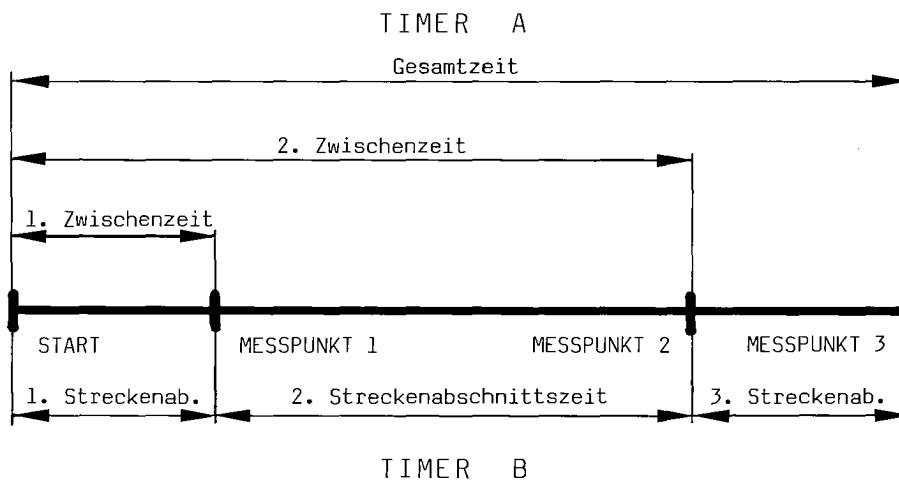 TIMER A
Gesamtzeit
2. Zwischenzeit
1. Zwischenzeit
START MESSPUNKT 1 MESSPUNKT 2 MESSPUNKT 3
1. Streckenab. 2. Streckenabschnittszeit 3. Streckenab.
TIMER B